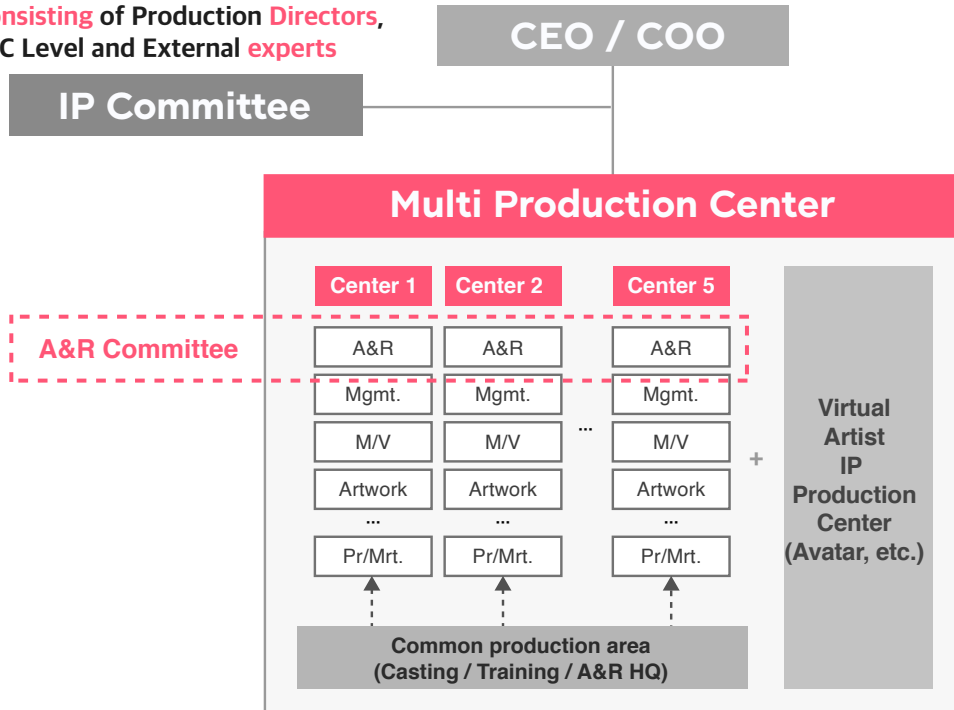 of Production Directors,
C Level and External experts
CEO / COO
IP Committee
Multi Production Center
Center 1 Center 2 Center 5
A&R Committee A&R A&R A&R
Mgmt. Mgmt. Mgmt.
... 
M/V M/V M/V
Artwork Artwork Artwork
... ... ...
Pr/Mrt. Pr/Mrt. Pr/Mrt.
+
Virtual
Artist
IP
Production
Center
(Avatar, etc.)
Common production area
(Casting / Training / A&R HQ)